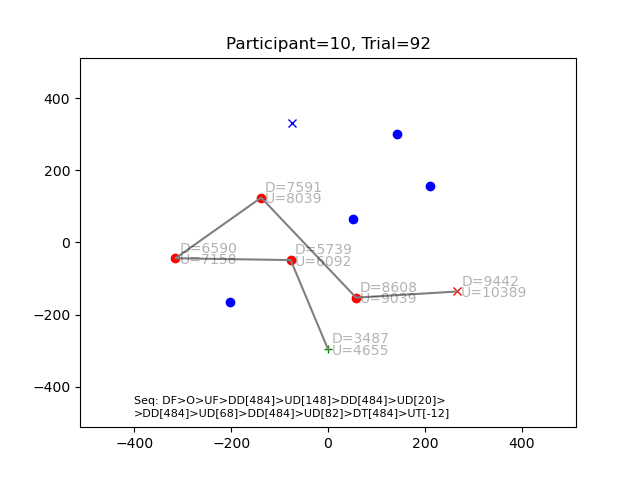 Participant=10, Trial=92
400
200
0
−200
−400
−400
−200
0
200
400
D=7591
U=8039
D=6590
U=7158
D=5739
U=6092
D=8608
U=9039
D=9442
U=10389
D=3487
U=4655
Seq: DF>O>UF>DD[484]>UD[148]>DD[484]>UD[20]>
>DD[484]>UD[68]>DD[484]>UD[82]>DT[484]>UT[-12]